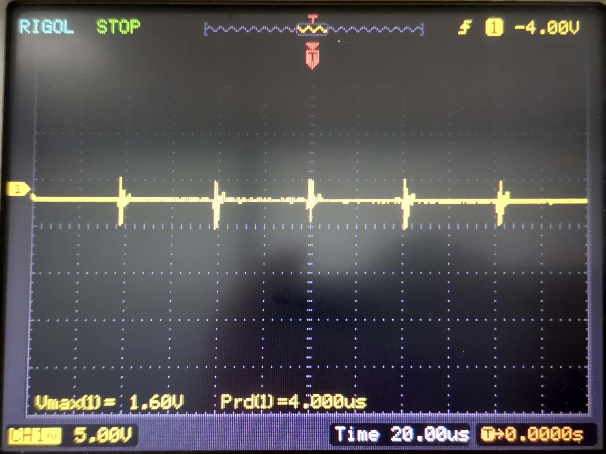 RIGOL STOP T 1 -4.00V
T
1
Vmax(1)= 1.60V Prd(1)=4.000us
CH1~ 5.00V Time 20.00us T→0.0000s